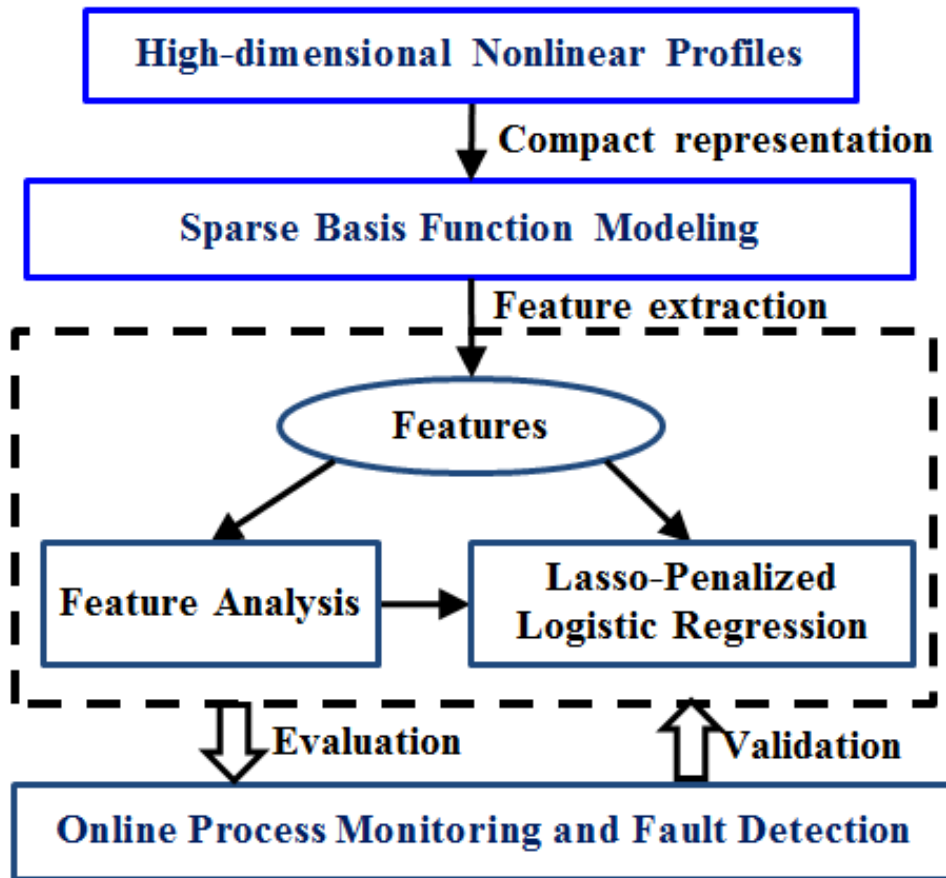 High-dimensional Nonlinear Profiles
Compact representation
Sparse Basis Function Modeling
Feature extraction
Features
Feature Analysis
Lasso-Penalized
Logistic Regression
Evaluation
Validation
Online Process Monitoring and Fault Detection